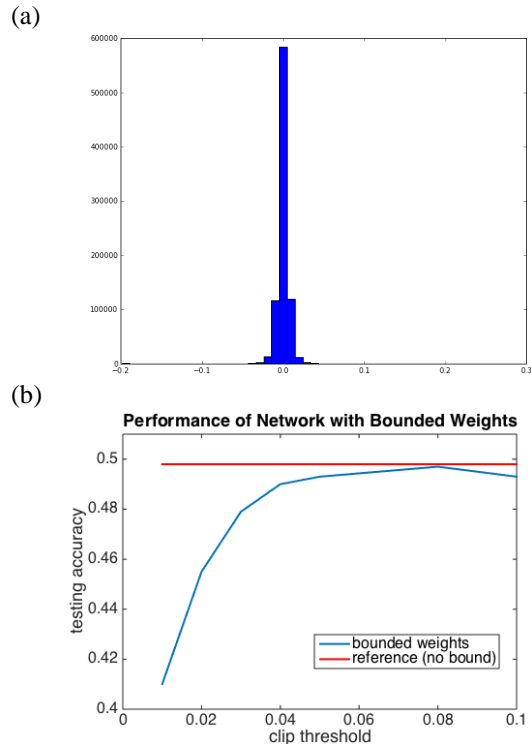 (a)
600000
500000
400000
300000
200000
100000
0
−0.2 −0.1 0.0 0.1 0.2 0.3
(b)
Performance of Network with Bounded Weights
0.5
0.48
0.46
0.44
0.42
0.4
testing accuracy
bounded weights
reference (no bound)
0 0.02 0.04 0.06 0.08 0.1
clip threshold